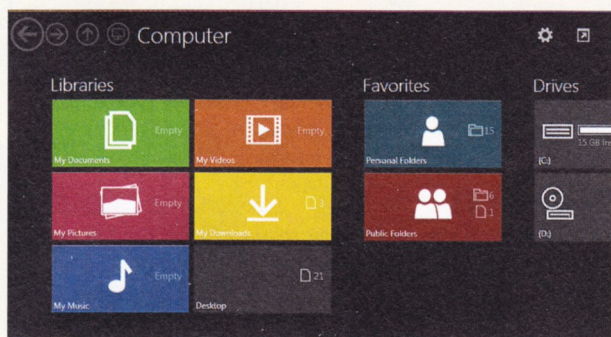 Computer
Libraries
Favorites
Drives
Empty
My Documents
Empty
My Videos
15
Personal Folders
(C:)
Empty
My Pictures
My Downloads
6
1
Public Folders
(D:)
Empty
My Music
21
Desktop